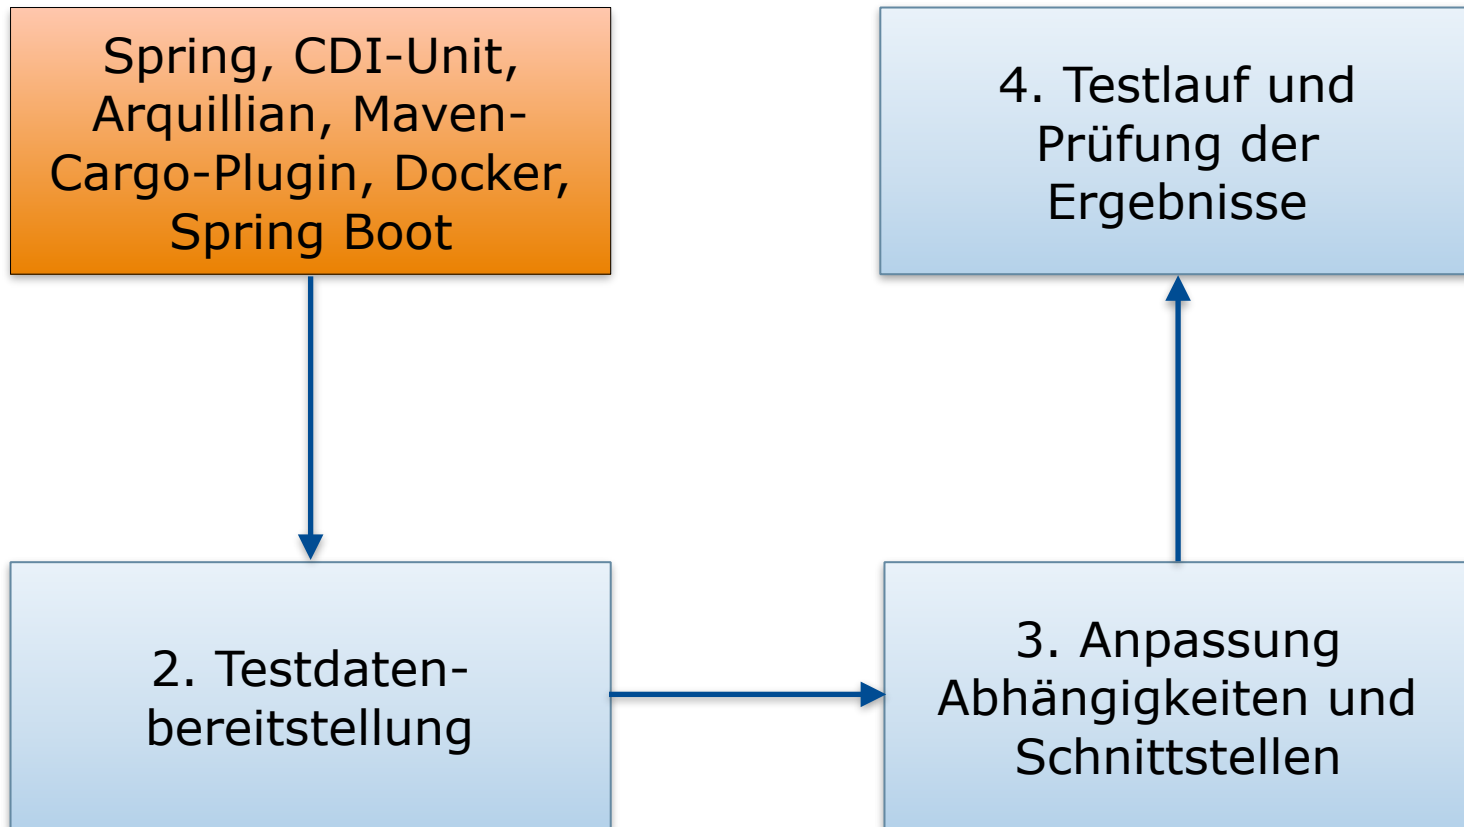 Spring, CDI-Unit,
Arquillian, Maven-
Cargo-Plugin, Docker,
Spring Boot
2. Testdaten-
bereitstellung
3. Anpassung
Abhängigkeiten und
Schnittstellen
4. Testlauf und
Prüfung der
Ergebnisse